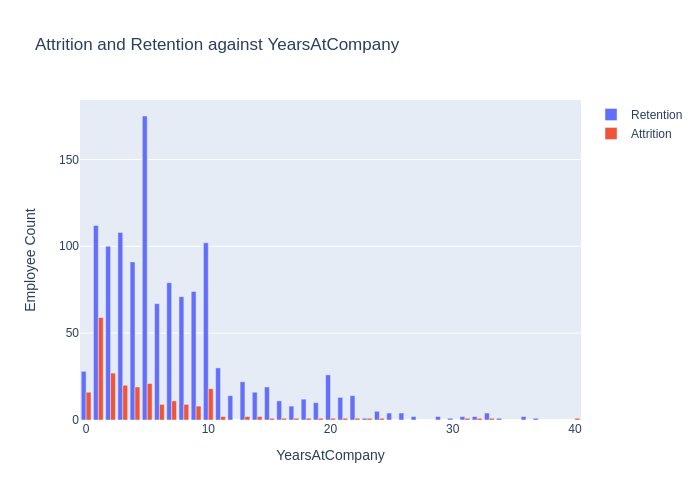 Attrition and Retention against YearsAtCompany
Retention
Attrition
150
100
50
0
Employee Count
0 10 20 30 40
YearsAtCompany